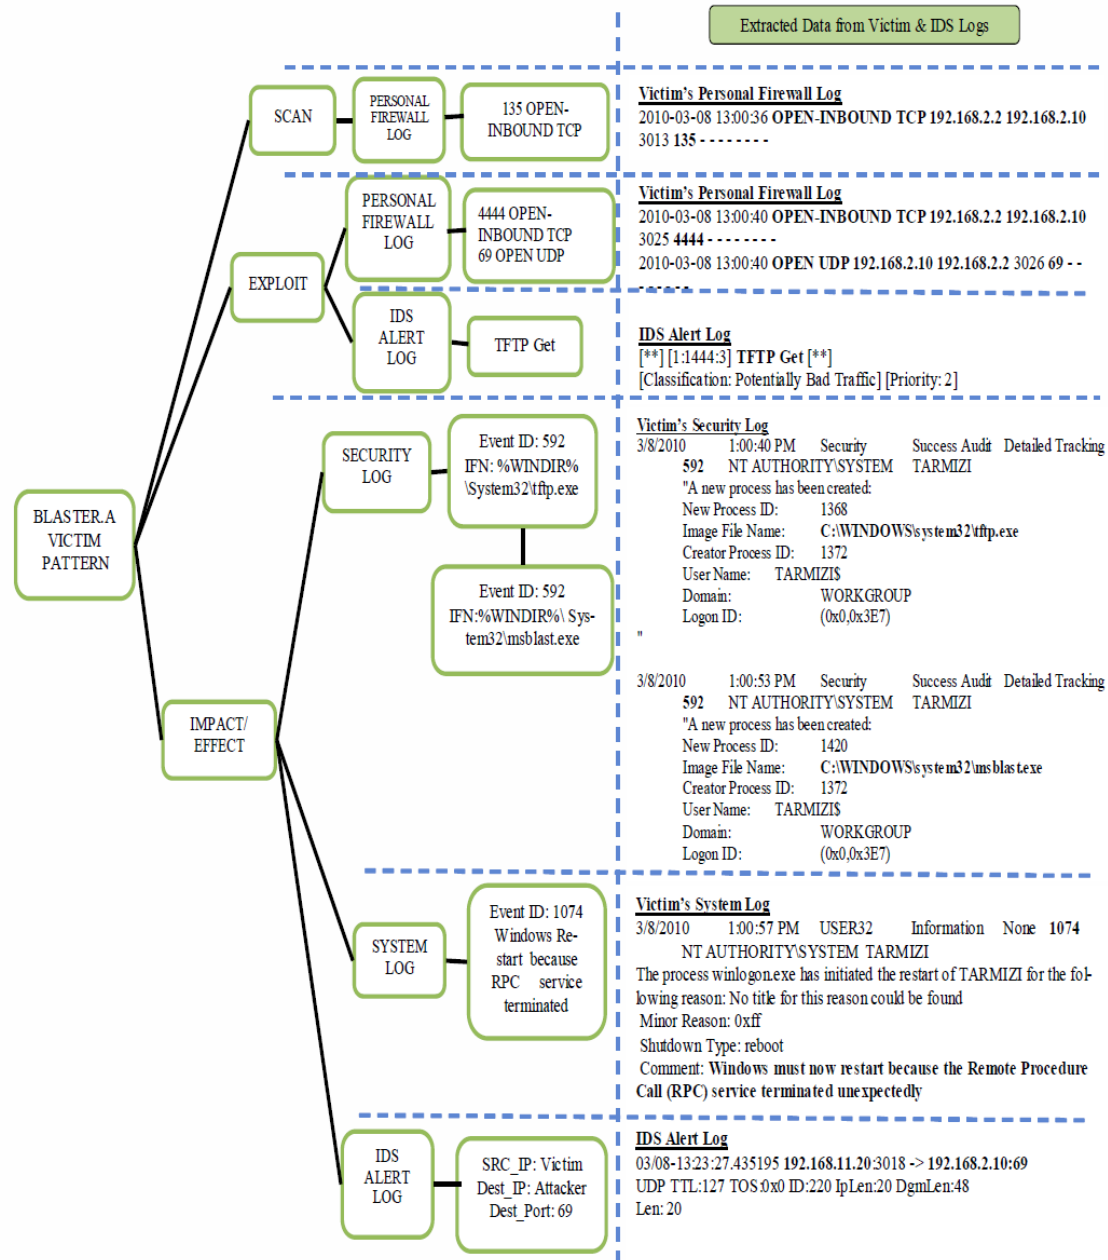 Extracted Data from Victim & IDS Logs
SCAN
PERSONAL
FIREWALL
LOG
135 OPEN-
INBOUND TCP
Victim's Personal Firewall Log
2010-03-08 13:00:36 OPEN-INBOUND TCP 192.168.2.2 192.168.2.10
3013 135 - - - - - - - -
EXPLOIT
PERSONAL
FIREWALL
LOG
4444 OPEN-
INBOUND TCP
69 OPEN UDP
Victim's Personal Firewall Log
2010-03-08 13:00:40 OPEN-INBOUND TCP 192.168.2.2 192.168.2.10
3025 4444 - - - - - - - -
2010-03-08 13:00:40 OPEN UDP 192.168.2.10 192.168.2.2 3026 69 - -
- - - - - -
IDS
ALERT
LOG
TFTP Get
IDS Alert Log
[**] [1:1444:3] TFTP Get [**]
[Classification: Potentially Bad Traffic] [Priority: 2]
BLASTER.A
VICTIM
PATTERN
IMPACT/
EFFECT
SECURITY
LOG
Event ID: 592
IFN: %WINDIR%
\System32\tftp.exe
Event ID: 592
IFN:%WINDIR%\ Sys-
tem32\msblast.exe
Victim's Security Log
3/8/2010 1:00:40 PM Security Success Audit Detailed Tracking
592 NT AUTHORITY\SYSTEM TARMIZI
"A new process has been created:
New Process ID: 1368
Image File Name: C:\WINDOWS\system32\tftp.exe
Creator Process ID: 1372
User Name: TARMIZI$
Domain: WORKGROUP
Logon ID: (0x0,0x3E7)
"
3/8/2010 1:00:53 PM Security Success Audit Detailed Tracking
592 NT AUTHORITY\SYSTEM TARMIZI
"A new process has been created:
New Process ID: 1420
Image File Name: C:\WINDOWS\system32\msblast.exe
Creator Process ID: 1372
User Name: TARMIZI$
Domain: WORKGROUP
Logon ID: (0x0,0x3E7)
SYSTEM
LOG
Event ID: 1074
Windows Re-
start because
RPC service
terminated
Victim's System Log
3/8/2010 1:00:57 PM USER32 Information None 1074
NT AUTHORITY\SYSTEM TARMIZI
The process winlogon.exe has initiated the restart of TARMIZI for the fol-
lowing reason: No title for this reason could be found
Minor Reason: 0xff
Shutdown Type: reboot
Comment: Windows must now restart because the Remote Procedure
Call (RPC) service terminated unexpectedly
IDS
ALERT
LOG
SRC_IP: Victim
Dest_IP: Attacker
Dest_Port: 69
IDS Alert Log
03/08-13:23:27.435195 192.168.11.20:3018 -> 192.168.2.10:69
UDP TTL:127 TOS:0x0 ID:220 IpLen:20 DgmLen:48
Len: 20